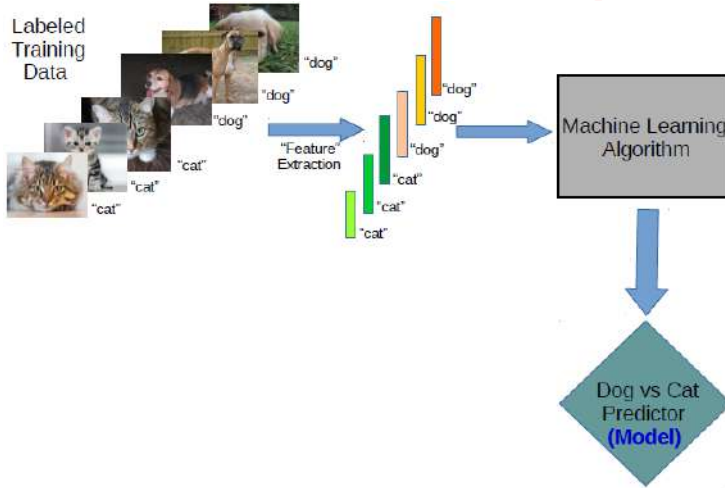 Labeled
Training
Data
"dog"
"dog"
"dog"
"cat"
"cat"
"cat"
"Feature"
Extraction
"dog"
"dog"
"dog"
"cat"
"cat"
"cat"
Machine Learning
Algorithm
Dog vs Cat
Predictor
(Model)